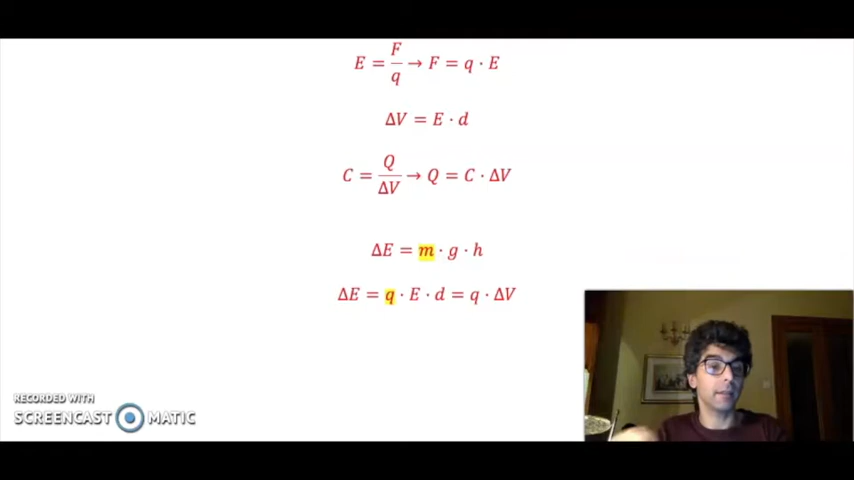 E = F/q → F = q · E
ΔV = E · d
C = Q/ΔV → Q = C · ΔV
ΔE = m · g · h
ΔE = q · E · d = q · ΔV
RECORDED WITH
SCREENCAST MATIC